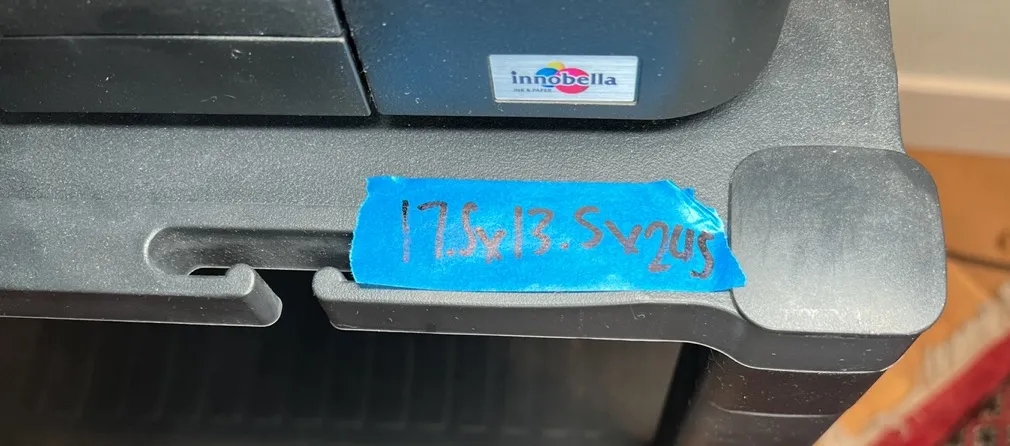 innobella
INK & PAPER
17.5x13.5x245